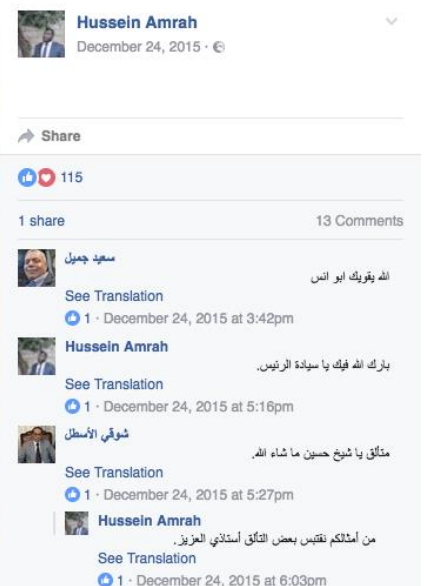 Hussein Amrah
December 24, 2015
Share
115
1 share
13 Comments
سعيد جميل
الله يقويك ابو انس
See Translation
1 · December 24, 2015 at 3:42pm
Hussein Amrah
بارك الله فيك يا سيادة الرئيس.
See Translation
1 · December 24, 2015 at 5:16pm
شوقي الأسطل
متألق يا شيخ حسين ما شاء الله.
See Translation
1 · December 24, 2015 at 5:27pm
Hussein Amrah
من أمثالكم نقتبس بعض التألق أستاذي العزيز.
See Translation
1 · December 24, 2015 at 6:03pm